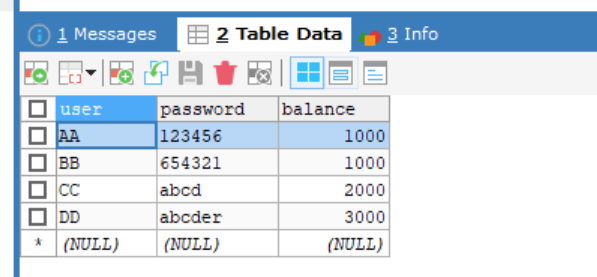 1 Messages 2 Table Data 3 Info
user password balance
AA 123456 1000
BB 654321 1000
CC abcd 2000
DD abcder 3000
* (NULL) (NULL) (NULL)